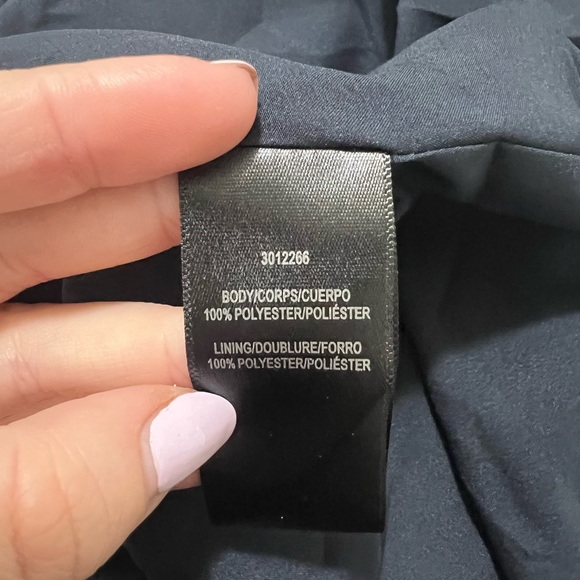 3012266
BODY/CORPS/CUERPO
100% POLYESTER/POLIÉSTER
LINING/DOUBLURE/FORRO
100% POLYESTER/POLIÉSTER